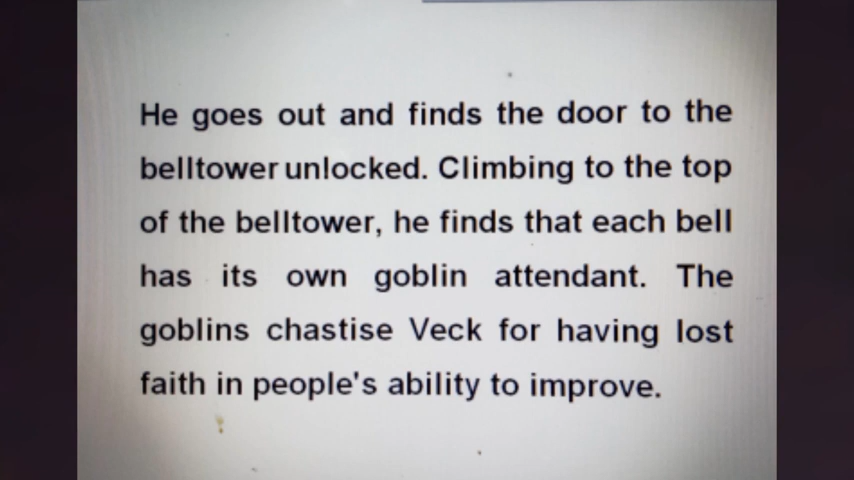 He goes out and finds the door to the
belltower unlocked. Climbing to the top
of the belltower, he finds that each bell
has its own goblin attendant. The
goblins chastise Veck for having lost
faith in people's ability to improve.